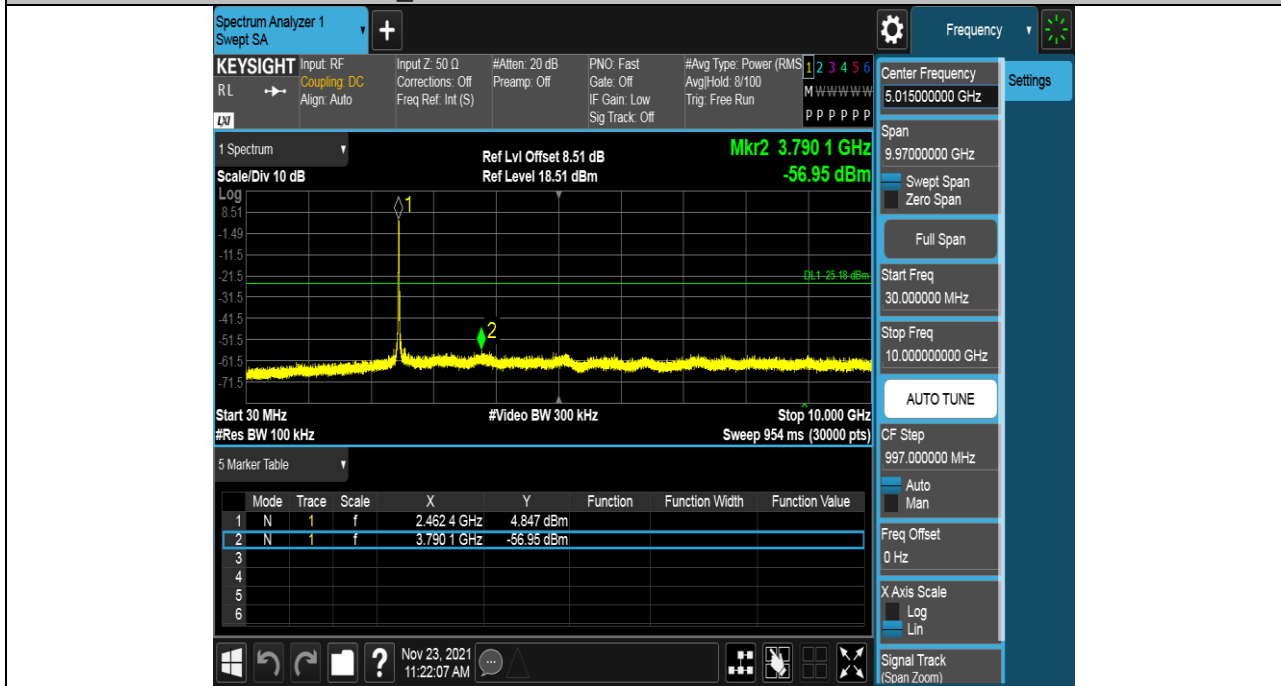 Spectrum Analyzer 1
Swept SA
Frequency
KEYSIGHT
RL
LXI
Input: RF
Coupling: DC
Align: Auto
Input Z: 50 Ω
Corrections: Off
Freq Ref: Int (S)
#Atten: 20 dB
Preamp: Off
PNO: Fast
Gate: Off
IF Gain: Low
Sig Track: Off
#Avg Type: Power (RMS
Avg|Hold: 8/100
Trig: Free Run
1 2 3 4 5 6
M W W W W W
P P P P P P
1 Spectrum
Scale/Div 10 dB
Ref Lvl Offset 8.51 dB
Ref Level 18.51 dBm
Mkr2 3.790 1 GHz
-56.95 dBm
Log
8.51
-1.49
-11.5
-21.5
-31.5
-41.5
-51.5
-61.5
-71.5
1
2
DL1 -25.18 dBm
Start 30 MHz
#Video BW 300 kHz
Stop 10.000 GHz
#Res BW 100 kHz
Sweep 954 ms (30000 pts)
5 Marker Table
Mode Trace Scale X Y Function Function Width Function Value
1 N 1 f 2.462 4 GHz 4.847 dBm
2 N 1 f 3.790 1 GHz -56.95 dBm
3
4
5
6
Nov 23, 2021
11:22:07 AM
Center Frequency
5.015000000 GHz
Settings
Span
9.97000000 GHz
Swept Span
Zero Span
Full Span
Start Freq
30.000000 MHz
Stop Freq
10.000000000 GHz
AUTO TUNE
CF Step
997.000000 MHz
Auto
Man
Freq Offset
0 Hz
X Axis Scale
Log
Lin
Signal Track
(Span Zoom)